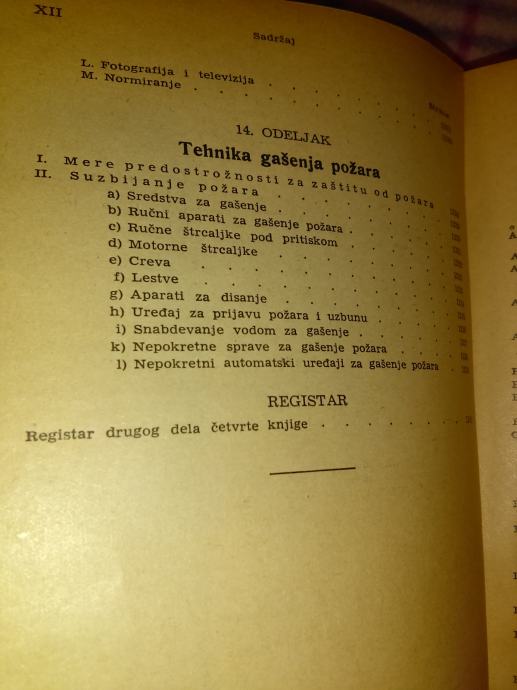 XII
Sadržaj
L. Fotografija i televizija
M. Normiranje
14. ODELJAK
Tehnika gašenja požara
I. Mere predostrožnosti za zaštitu od požara
II. Suzbijanje požara
a) Sredstva za gašenje
b) Ručni aparati za gašenje požara
c) Ručne štrcaljke pod pritiskom
d) Motorne štrcaljke
e) Creva
f) Lestve
g) Aparati za disanje
h) Uređaj za prijavu požara i uzbunu
i) Snabdevanje vodom za gašenje
k) Nepokretne sprave za gašenje požara
l) Nepokretni automatski uređaji za gašenje požara
REGISTAR
Registar drugog dela četvrte knjige